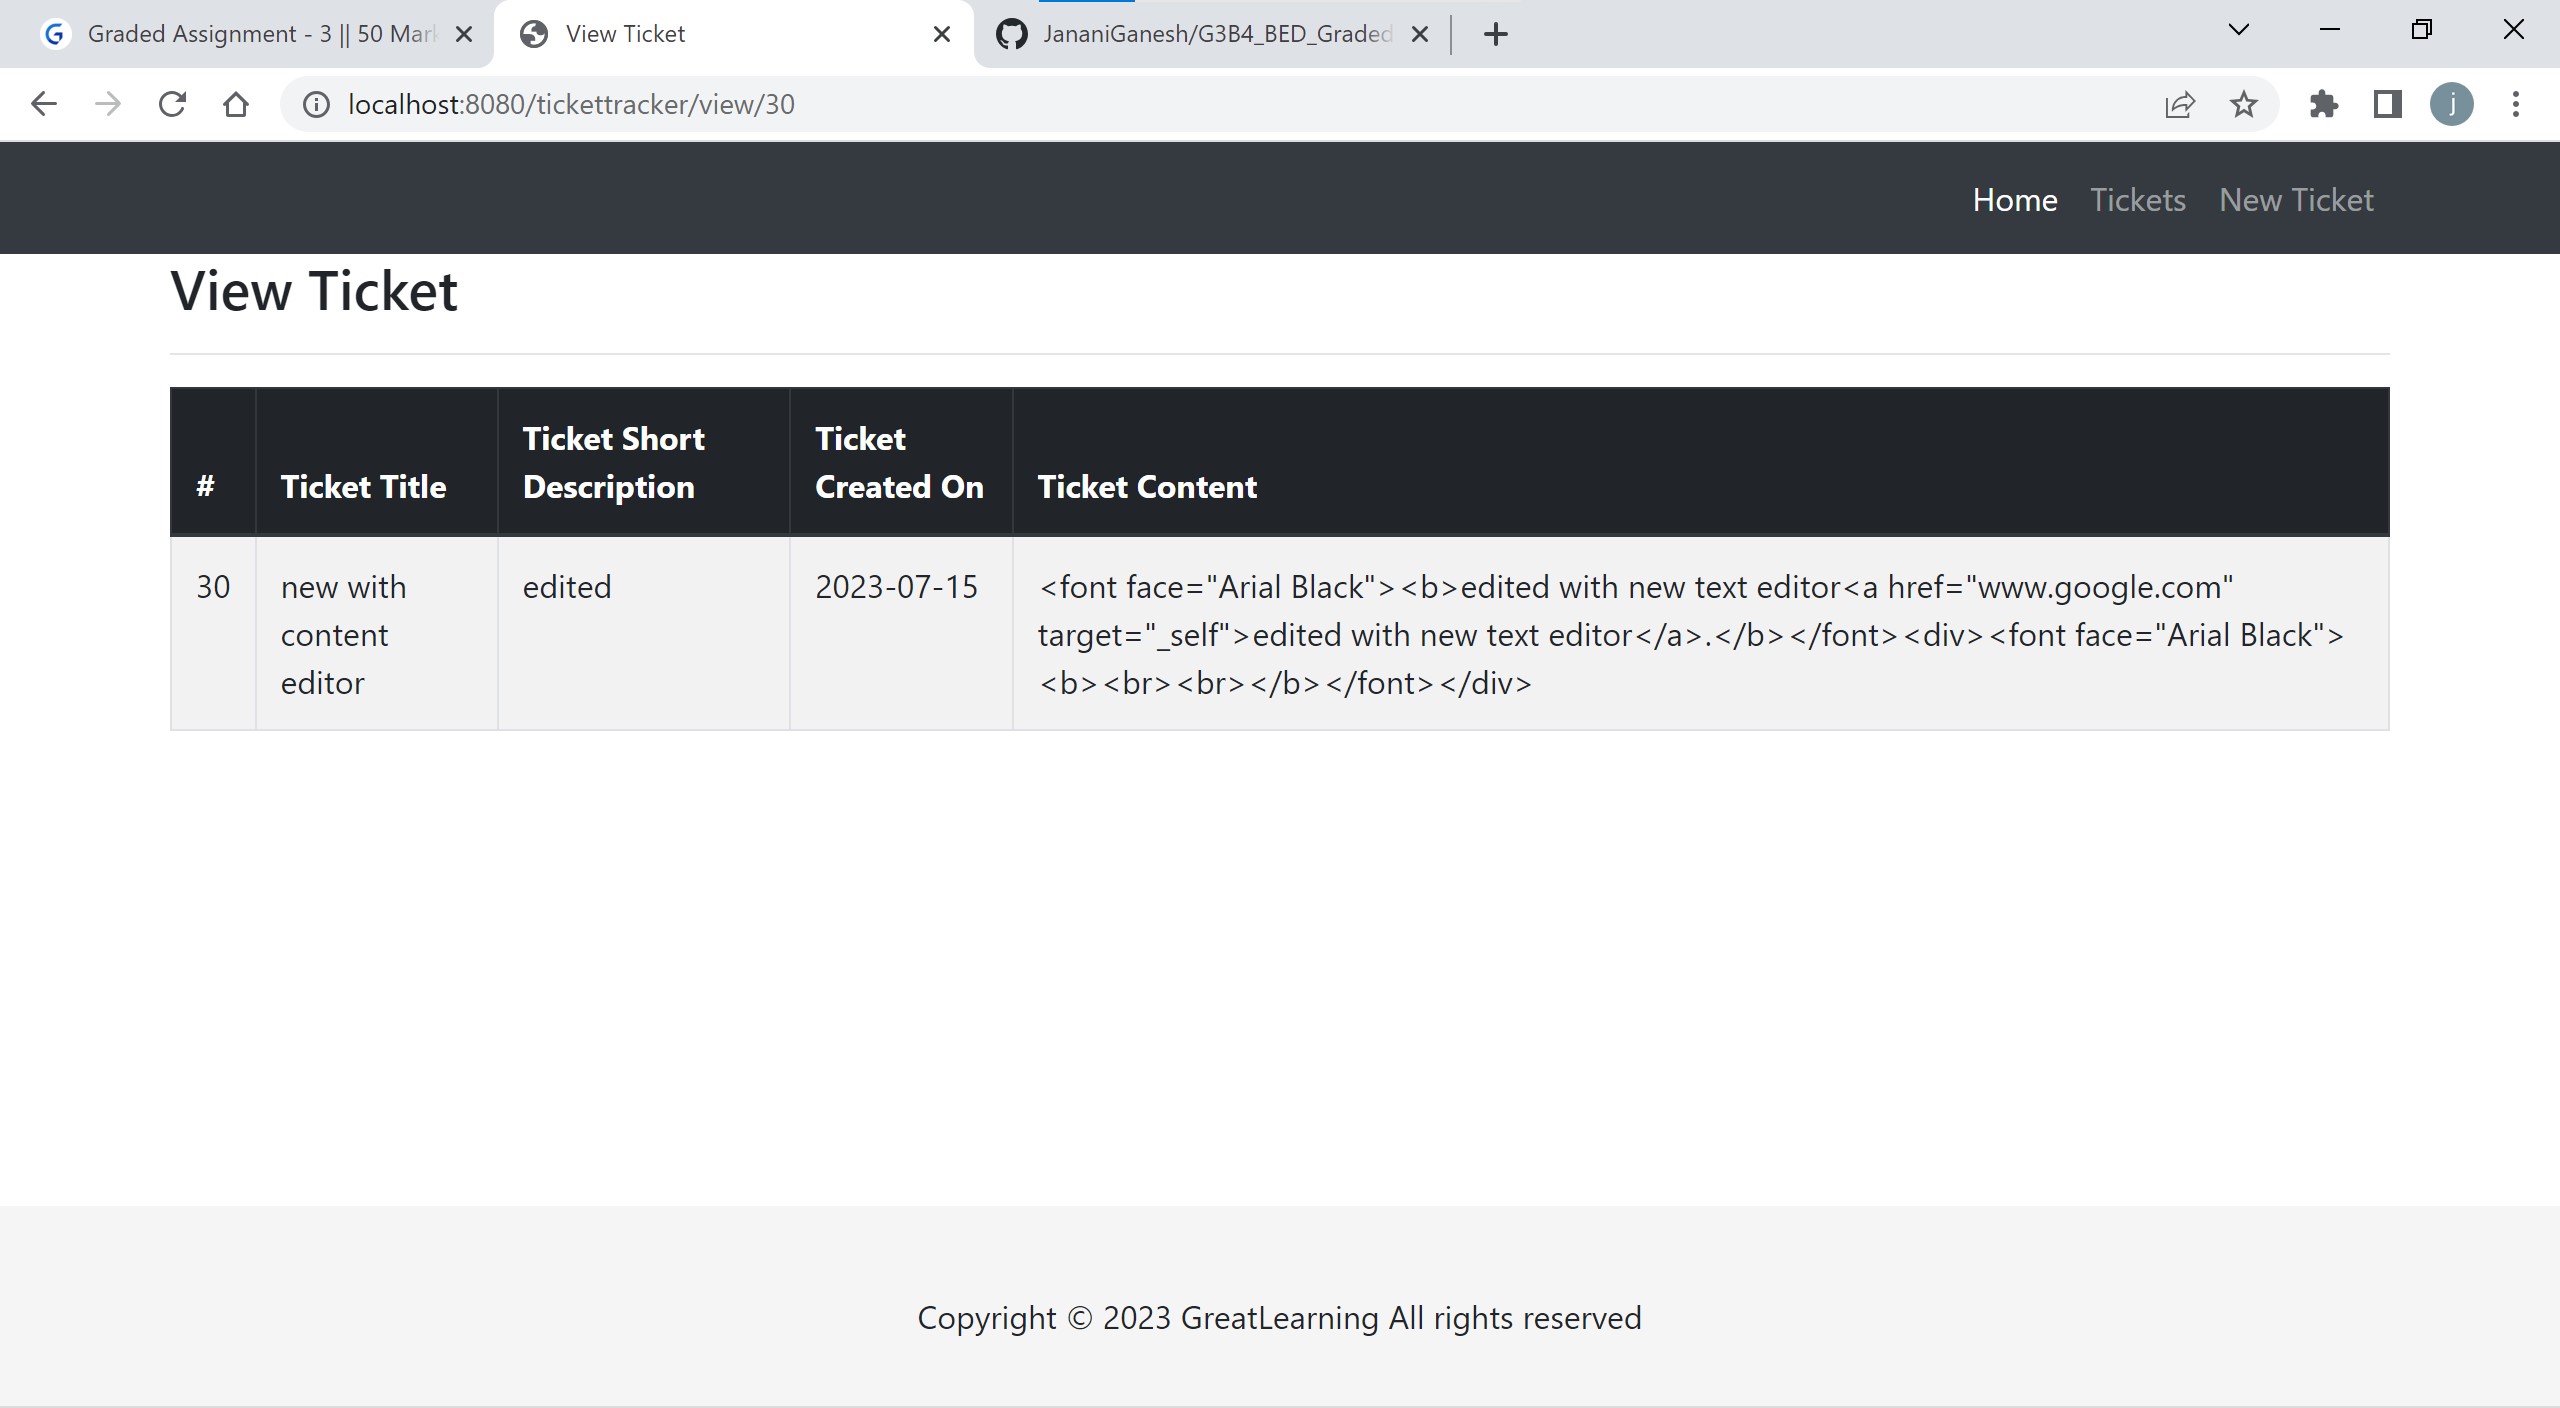 Graded Assignment - 3 || 50 Mark
View Ticket
JananiGanesh/G3B4_BED_Graded
localhost:8080/tickettracker/view/30
j
Home Tickets New Ticket
View Ticket
# Ticket Title Ticket Short Description Ticket Created On Ticket Content
30 new with content editor edited 2023-07-15 <font face="Arial Black"><b>edited with new text editor<a href="www.google.com"
target="_self">edited with new text editor</a>.</b></font><div><font face="Arial Black">
<b><br><br></b></font></div>
Copyright © 2023 GreatLearning All rights reserved